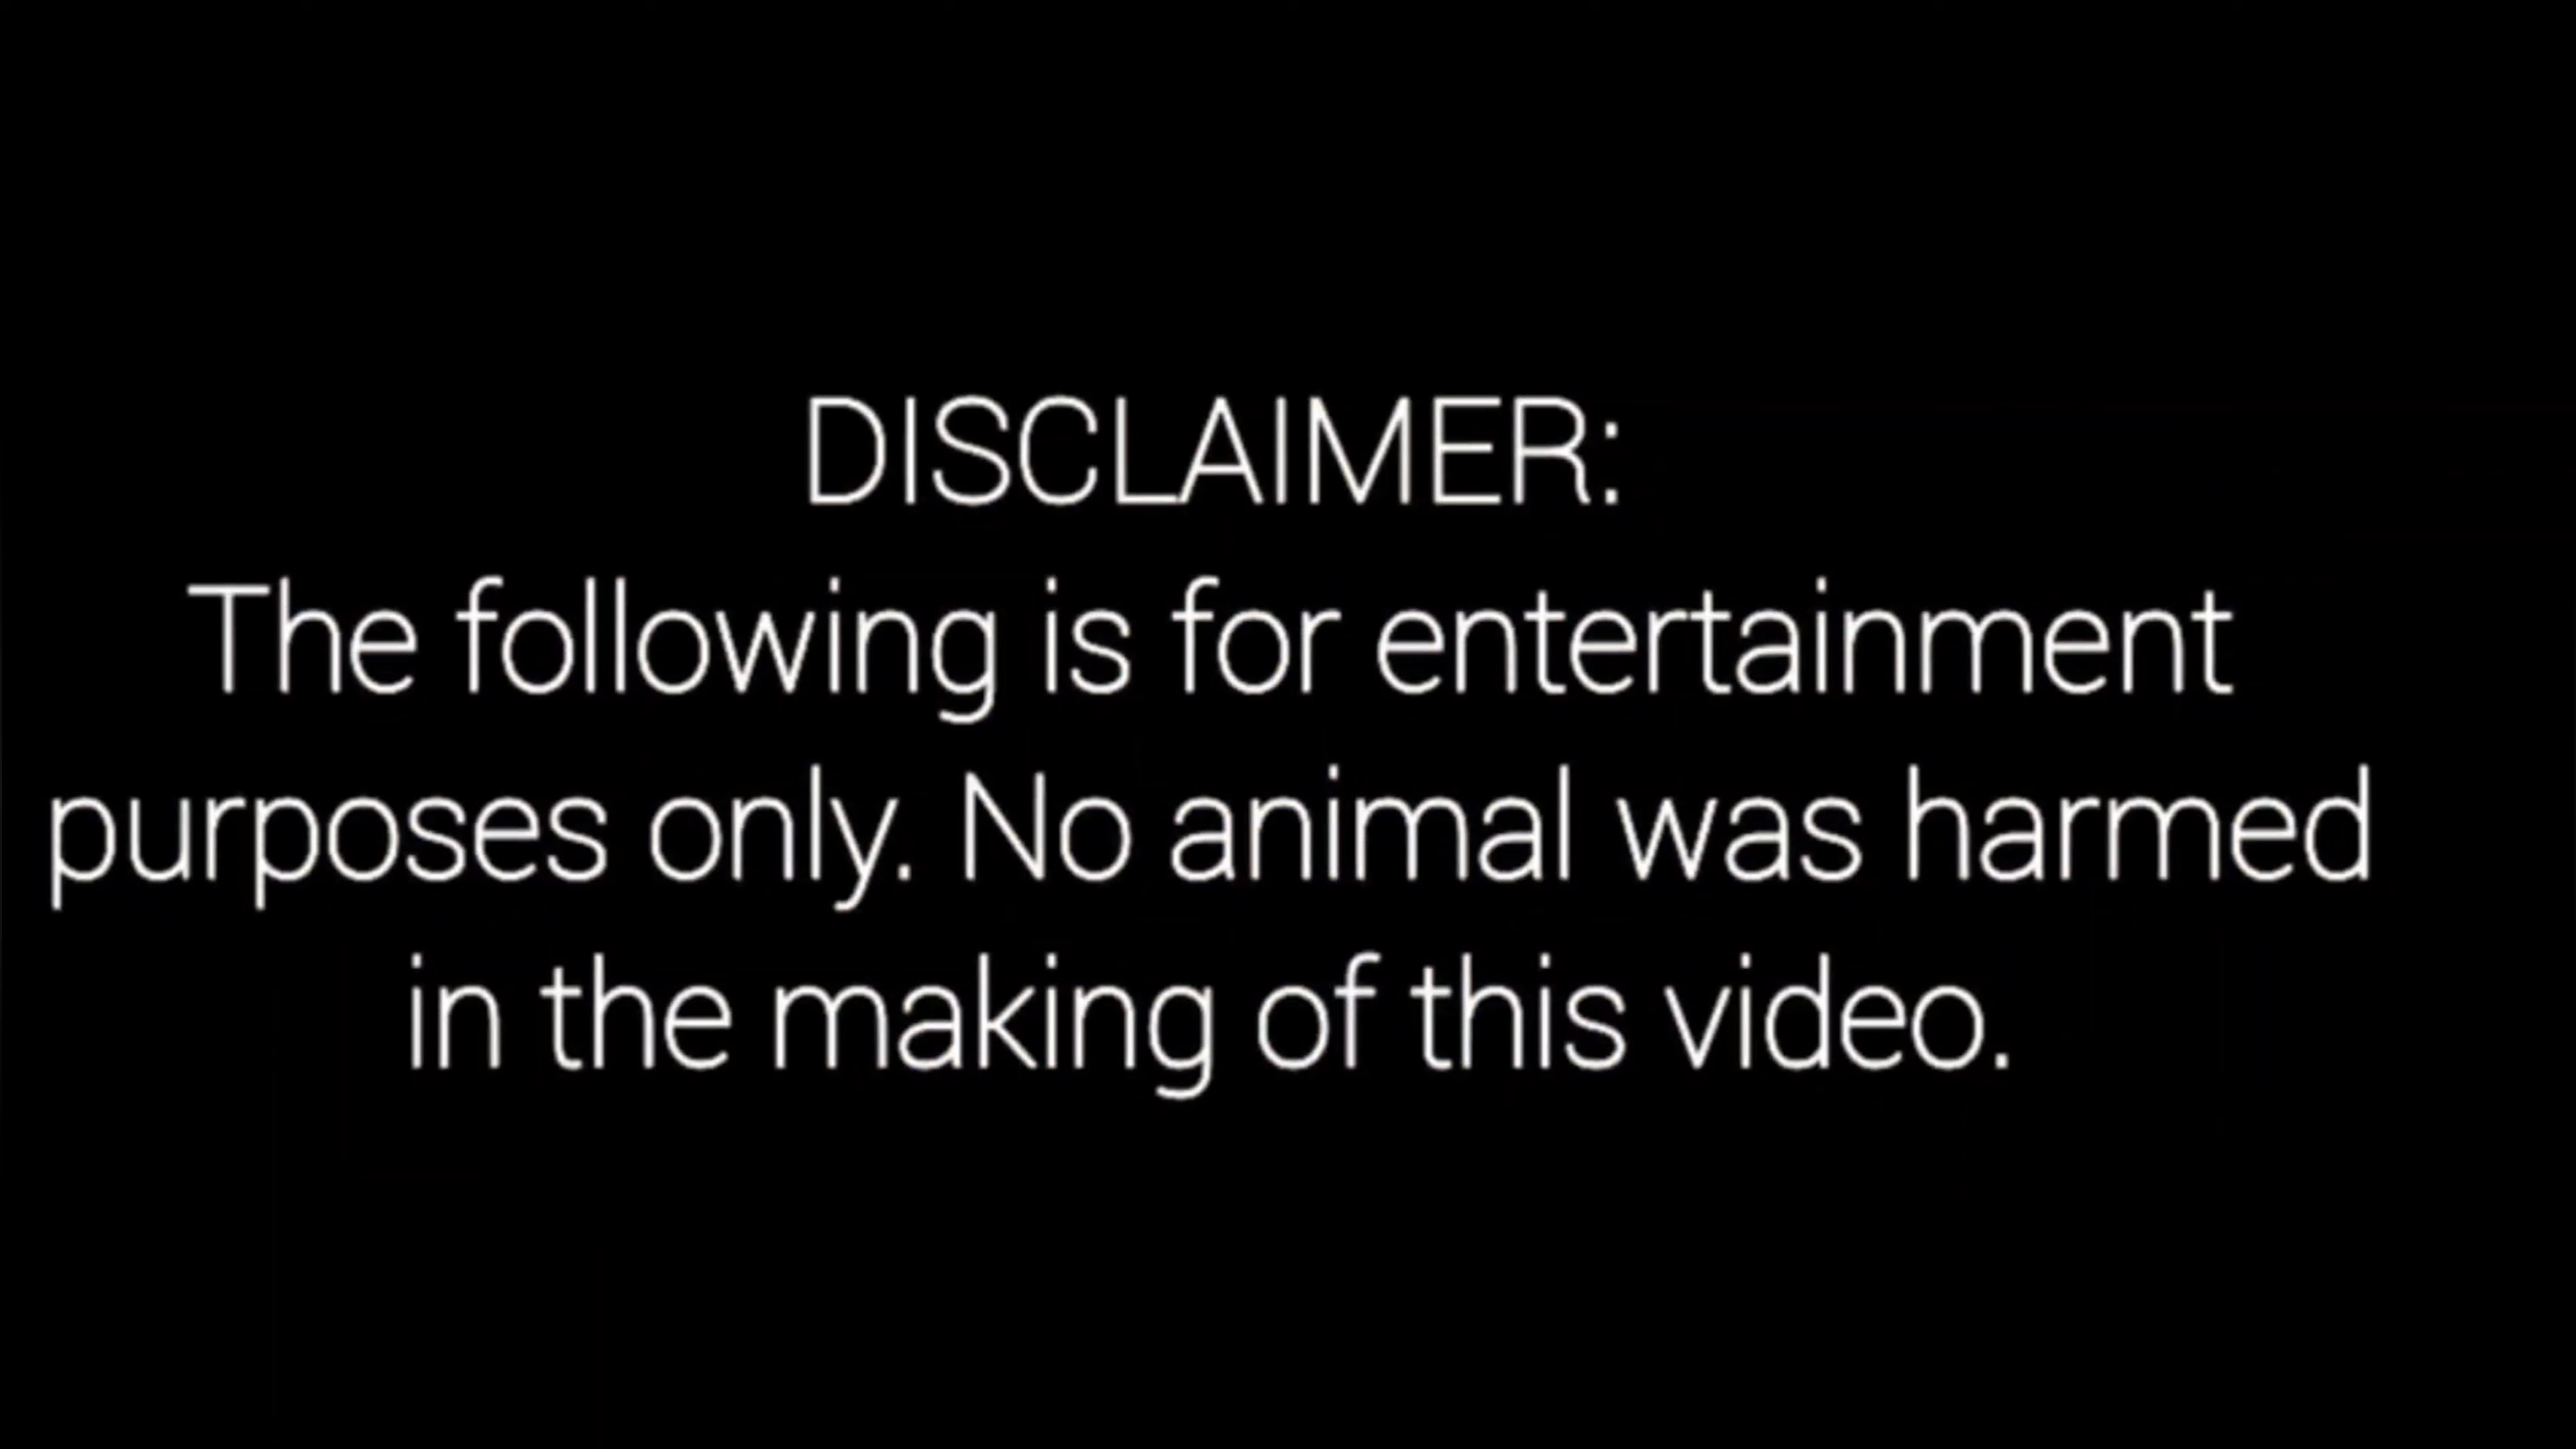 DISCLAIMER:
The following is for entertainment
purposes only. No animal was harmed
in the making of this video.